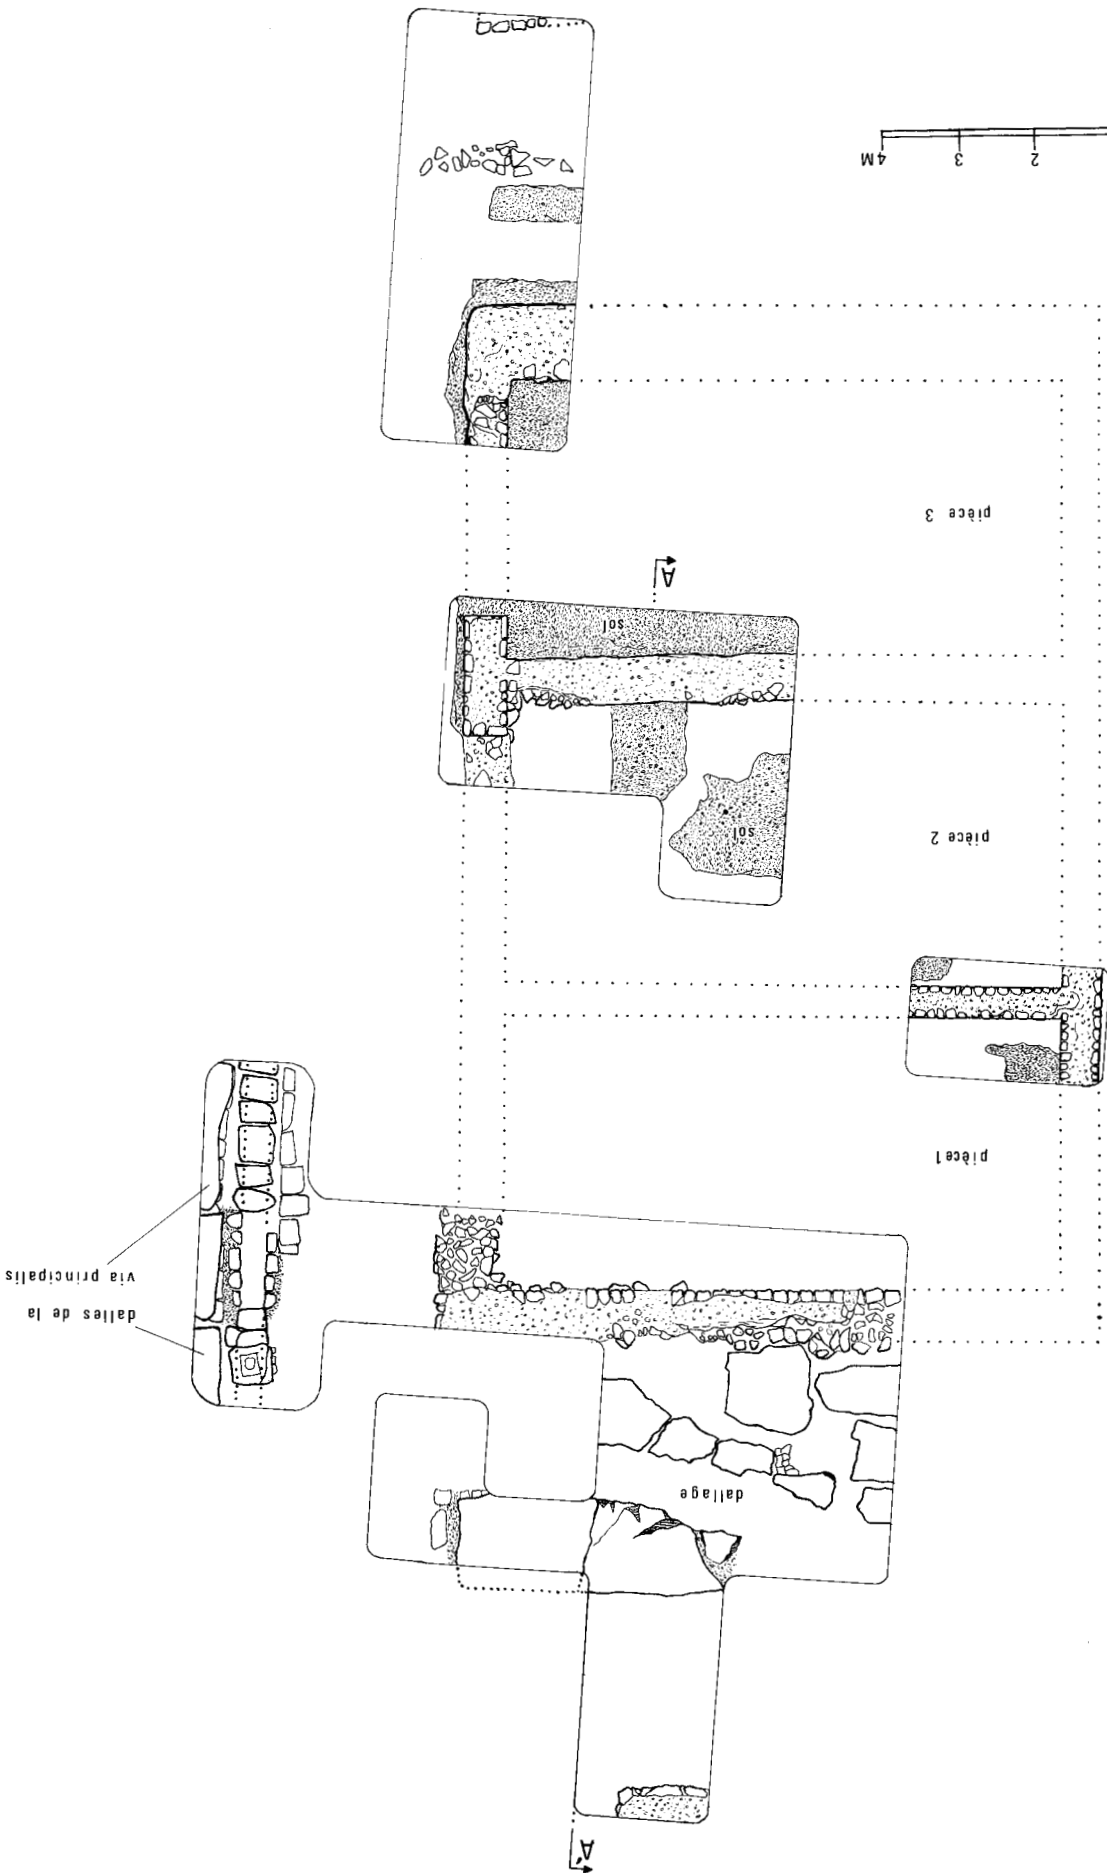 A'
dallage
dalles de la
via principalis
pièce 1
pièce 2
sol
sol
A
pièce 3
2
3
4M